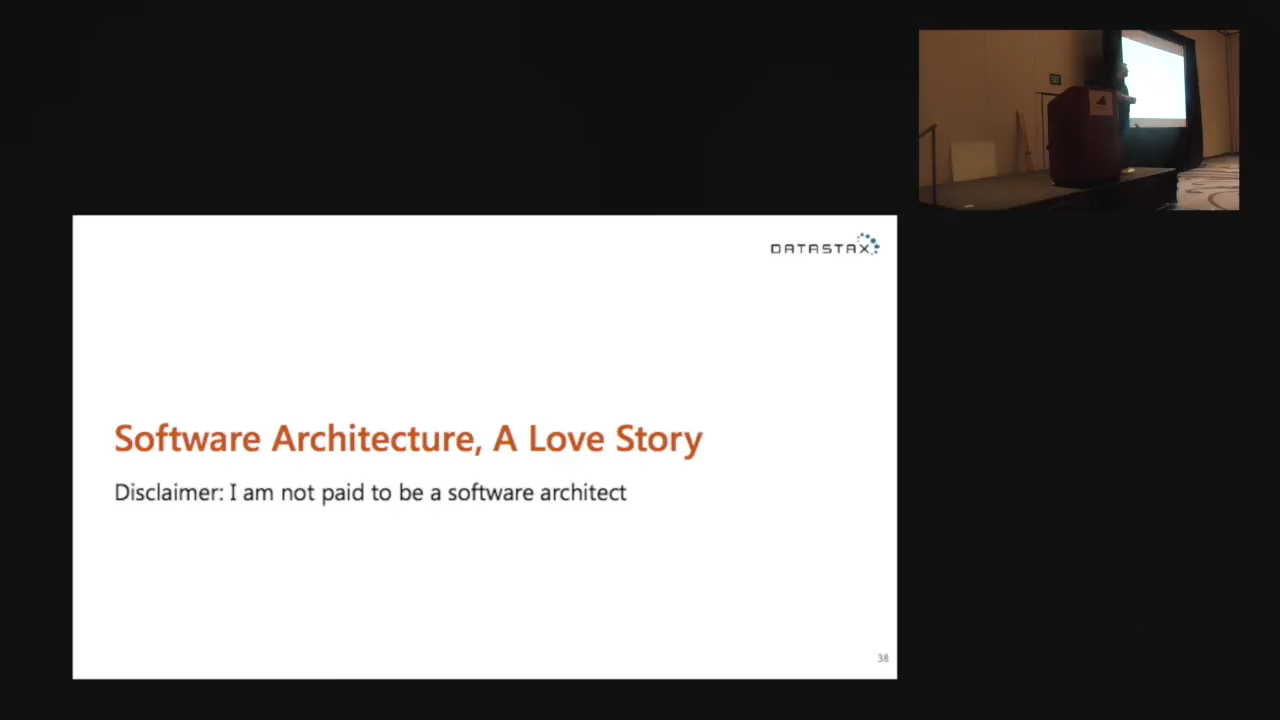 DATASTAX
Software Architecture, A Love Story
Disclaimer: I am not paid to be a software architect
38